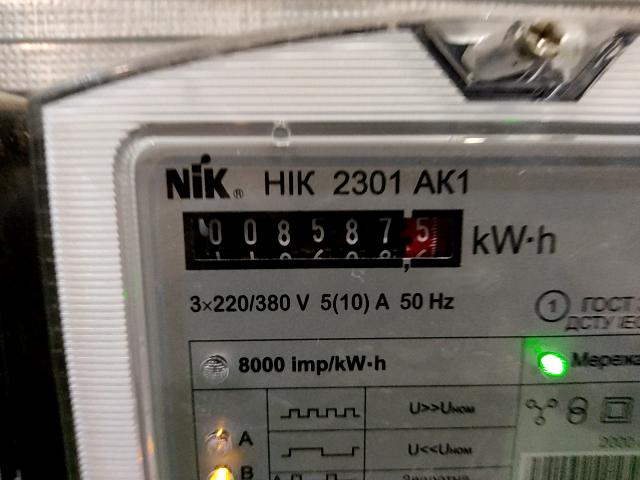 NiK® НІК 2301 АК1
0 0 8 5 8 7 5 kW·h
3×220/380 V 5(10) A 50 Hz
1 ГОСТ
ДСТУ IEC
8000 imp/kW·h
Мережа
A
U>>Uном
B
U<<Uном